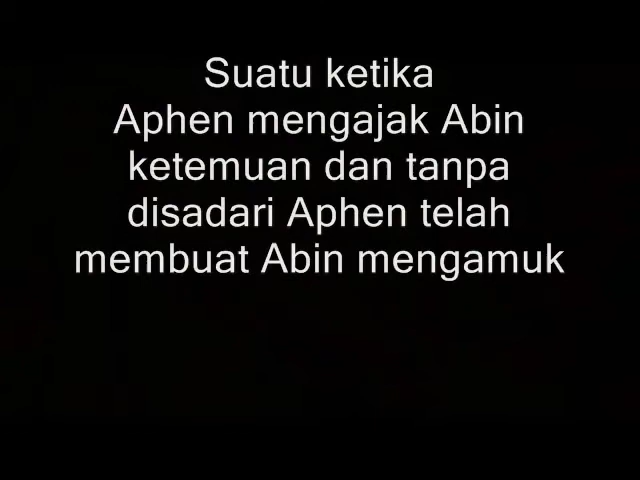 Suatu ketika
Aphen mengajak Abin
ketemuan dan tanpa
disadari Aphen telah
membuat Abin mengamuk